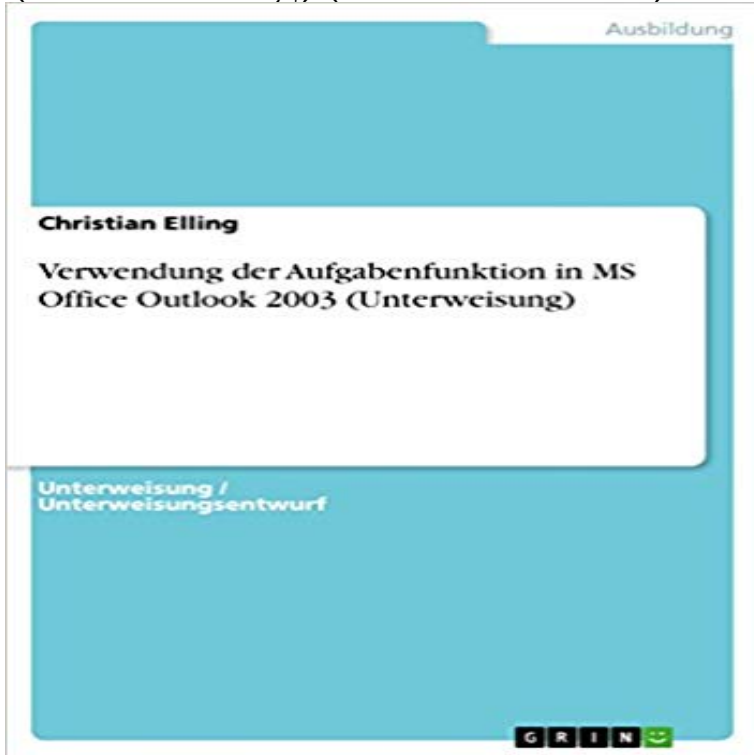 Ausbildung
Christian Elling
Verwendung der Aufgabenfunktion in MS
Office Outlook 2003 (Unterweisung)
Unterweisung /
Unterweisungsentwurf
GRIN